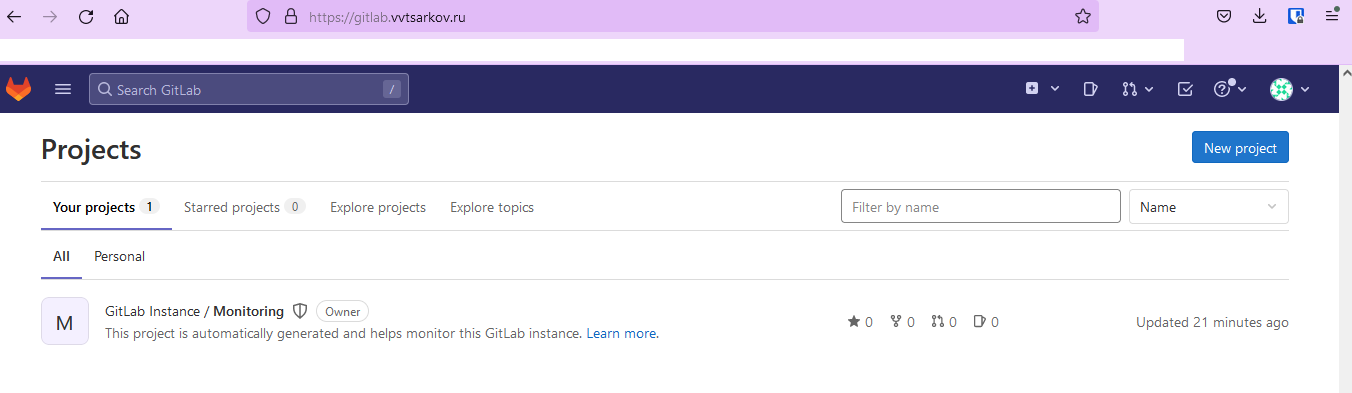 https://gitlab.vvtsarkov.ru
Search GitLab /
Projects
New project
Your projects 1 Starred projects 0 Explore projects Explore topics Filter by name Name
All Personal
M
GitLab Instance / Monitoring Owner
This project is automatically generated and helps monitor this GitLab instance. Learn more.
0 0 0 0 Updated 21 minutes ago